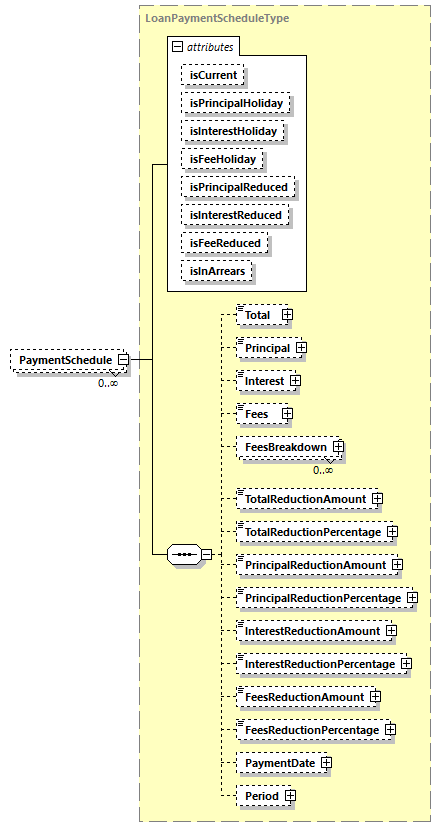 LoanPaymentScheduleType
attributes
isCurrent
isPrincipalHoliday
isInterestHoliday
isFeeHoliday
isPrincipalReduced
isInterestReduced
isFeeReduced
isInArrears
PaymentSchedule
0..∞
Total
Principal
Interest
Fees
FeesBreakdown
0..∞
TotalReductionAmount
TotalReductionPercentage
PrincipalReductionAmount
PrincipalReductionPercentage
InterestReductionAmount
InterestReductionPercentage
FeesReductionAmount
FeesReductionPercentage
PaymentDate
Period